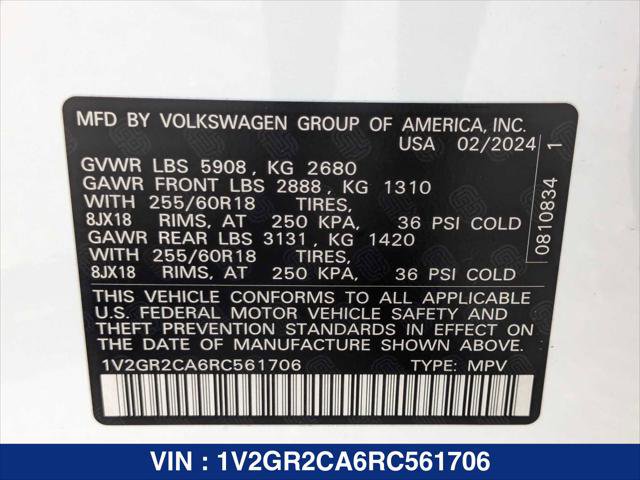 MFD BY VOLKSWAGEN GROUP OF AMERICA, INC.
USA 02/2024
GVWR LBS 5908, KG 2680
GAWR FRONT LBS 2888, KG 1310
WITH 255/60R18 TIRES,
8JX18 RIMS, AT 250 KPA, 36 PSI COLD
GAWR REAR LBS 3131, KG 1420
WITH 255/60R18 TIRES,
8JX18 RIMS, AT 250 KPA, 36 PSI COLD
0810834 1
THIS VEHICLE CONFORMS TO ALL APPLICABLE
U.S. FEDERAL MOTOR VEHICLE SAFETY AND
THEFT PREVENTION STANDARDS IN EFFECT ON
THE DATE OF MANUFACTURE SHOWN ABOVE.
1V2GR2CA6RC561706 TYPE: MPV
VIN : 1V2GR2CA6RC561706